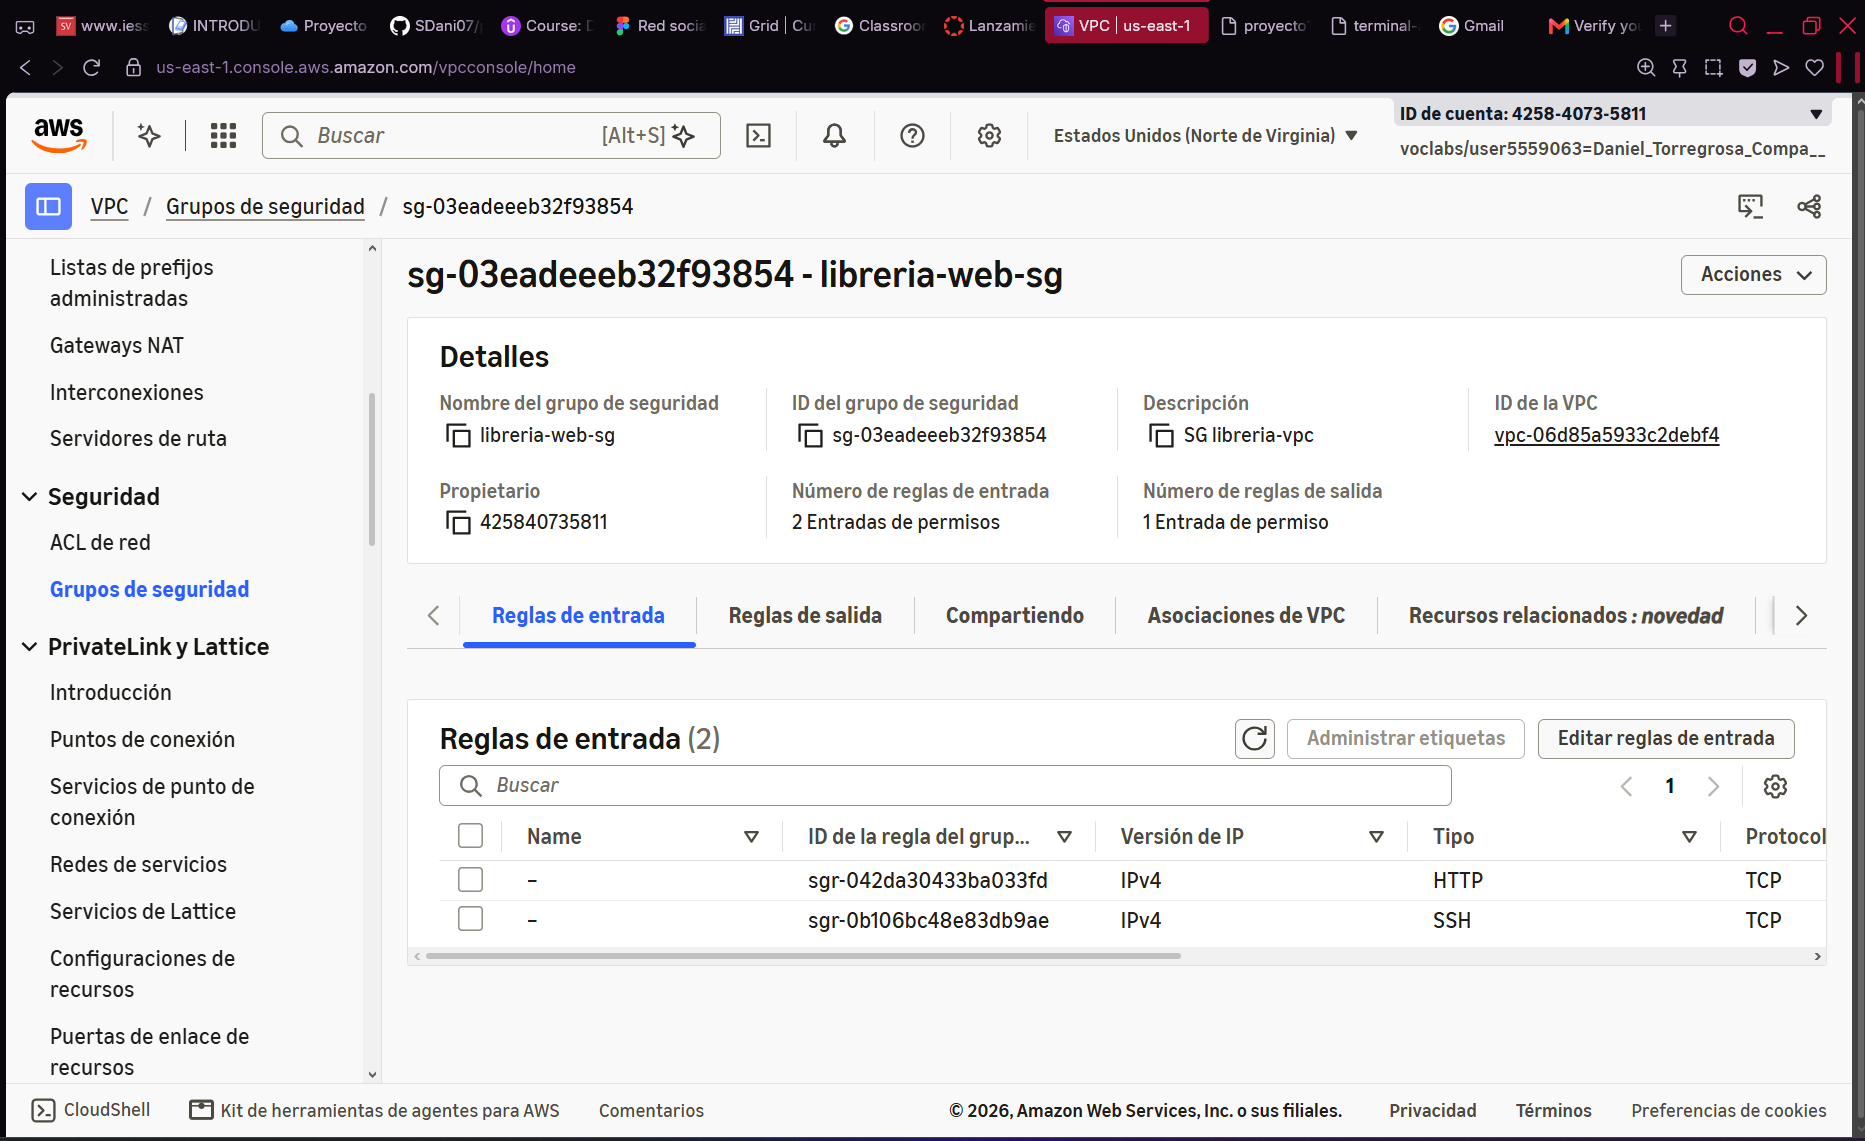 www.iess
INTRODU
Proyecto
SDani07/
Course: D
Red socia
Grid | Cu
Classroo
Lanzamie
VPC | us-east-1
proyecto
terminal-
Gmail
Verify yo
us-east-1.console.aws.amazon.com/vpcconsole/home
aws
Buscar
[Alt+S]
Estados Unidos (Norte de Virginia)
ID de cuenta: 4258-4073-5811
voclabs/user5559063=Daniel_Torregrosa_Compa__
VPC / Grupos de seguridad / sg-03eadeeeb32f93854
Listas de prefijos
administradas
Gateways NAT
Interconexiones
Servidores de ruta
Seguridad
ACL de red
Grupos de seguridad
PrivateLink y Lattice
Introducción
Puntos de conexión
Servicios de punto de
conexión
Redes de servicios
Servicios de Lattice
Configuraciones de
recursos
Puertas de enlace de
recursos
sg-03eadeeeb32f93854 - libreria-web-sg
Acciones
Detalles
Nombre del grupo de seguridad
libreria-web-sg
ID del grupo de seguridad
sg-03eadeeeb32f93854
Descripción
SG libreria-vpc
ID de la VPC
vpc-06d85a5933c2debf4
Propietario
425840735811
Número de reglas de entrada
2 Entradas de permisos
Número de reglas de salida
1 Entrada de permiso
Reglas de entrada
Reglas de salida
Compartiendo
Asociaciones de VPC
Recursos relacionados : novedad
Reglas de entrada (2)
Administrar etiquetas
Editar reglas de entrada
Buscar
1
Name
ID de la regla del grup...
Versión de IP
Tipo
Protocol
– sgr-042da30433ba033fd IPv4 HTTP TCP
– sgr-0b106bc48e83db9ae IPv4 SSH TCP
CloudShell
Kit de herramientas de agentes para AWS
Comentarios
© 2026, Amazon Web Services, Inc. o sus filiales.
Privacidad
Términos
Preferencias de cookies